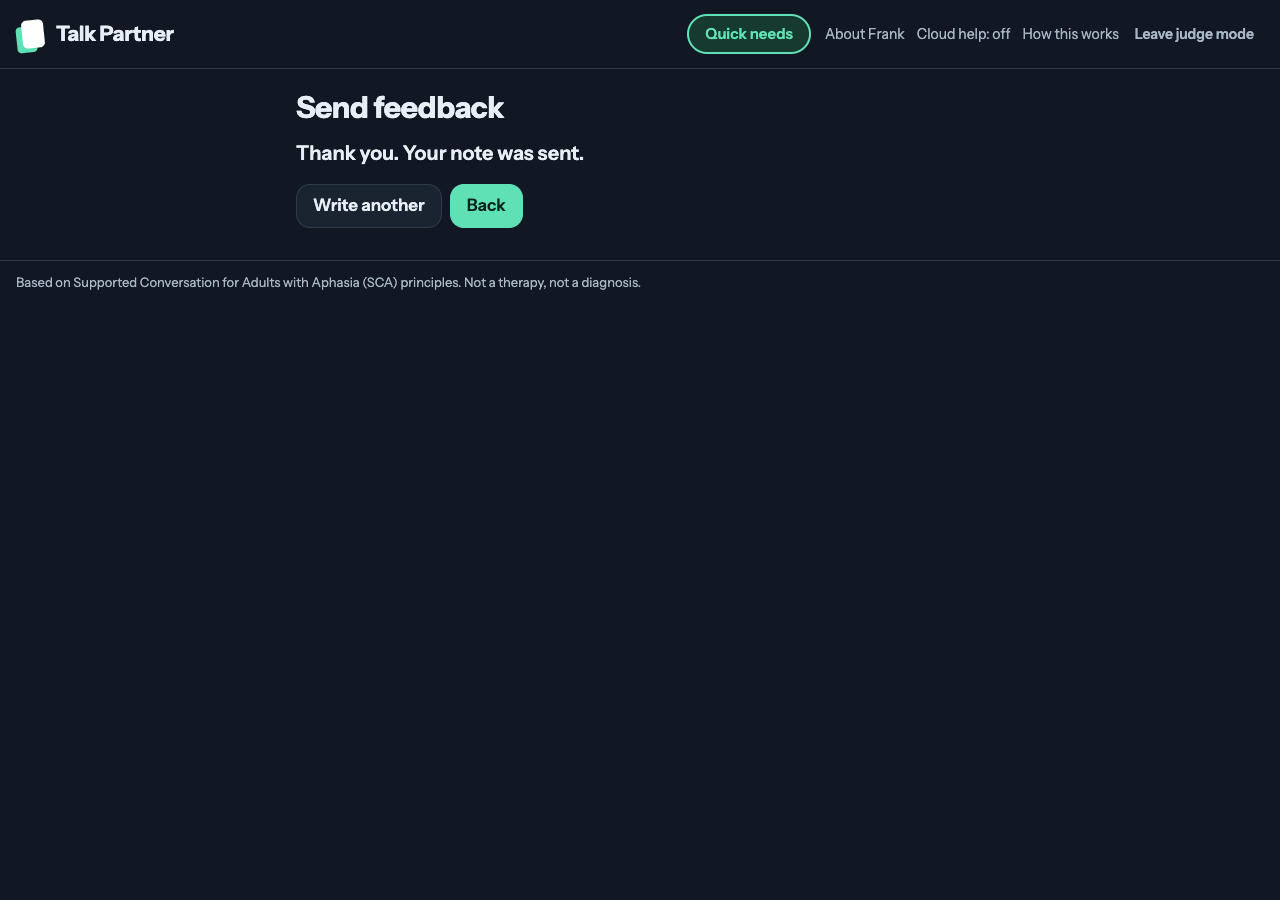 Talk Partner
Quick needs
About Frank
Cloud help: off
How this works
Leave judge mode
Send feedback
Thank you. Your note was sent.
Write another
Back
Based on Supported Conversation for Adults with Aphasia (SCA) principles. Not a therapy, not a diagnosis.